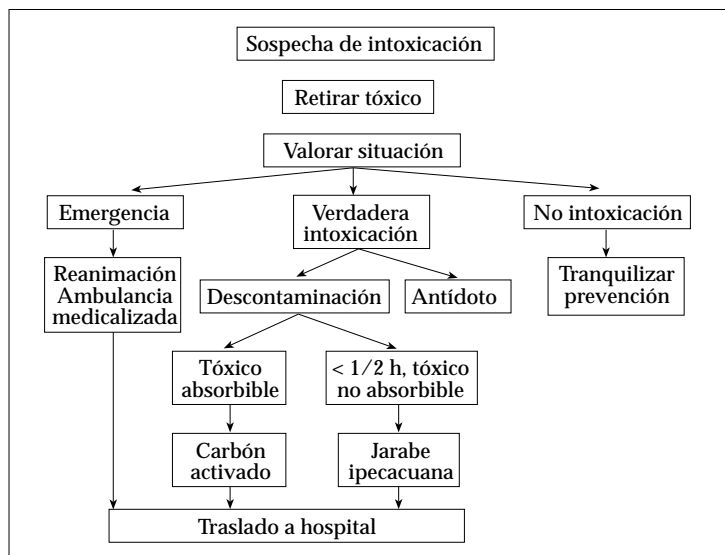 Sospecha de intoxicación
Retirar tóxico
Valorar situación
Emergencia
Verdadera
intoxicación
No intoxicación
Reanimación
Ambulancia
medicalizada
Descontaminación
Antídoto
Tranquilizar
prevención
Tóxico
absorbible
< 1/2 h, tóxico
no absorbible
Carbón
activado
Jarabe
ipecacuana
Traslado a hospital